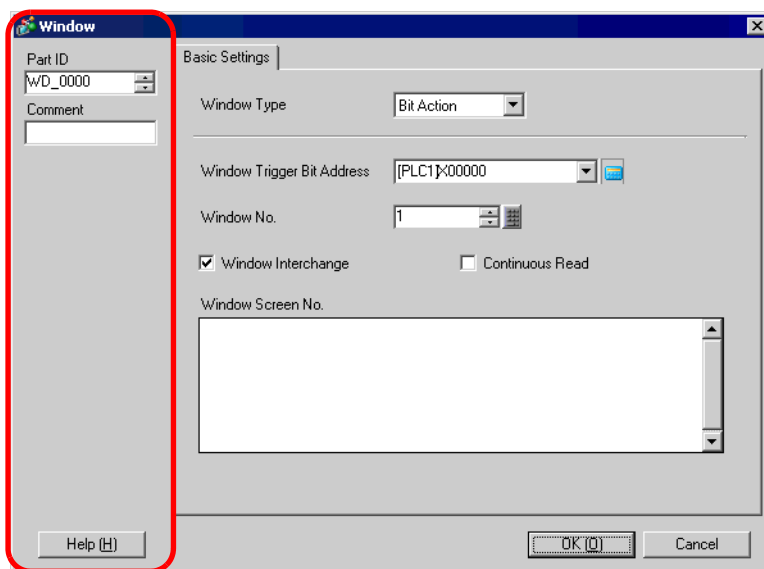 Window
Part ID
WD_0000
Comment
Help (H)
Basic Settings
Window Type
Bit Action
Window Trigger Bit Address
[PLC1]X00000
Window No.
1
Window Interchange
Continuous Read
Window Screen No.
OK (O)
Cancel